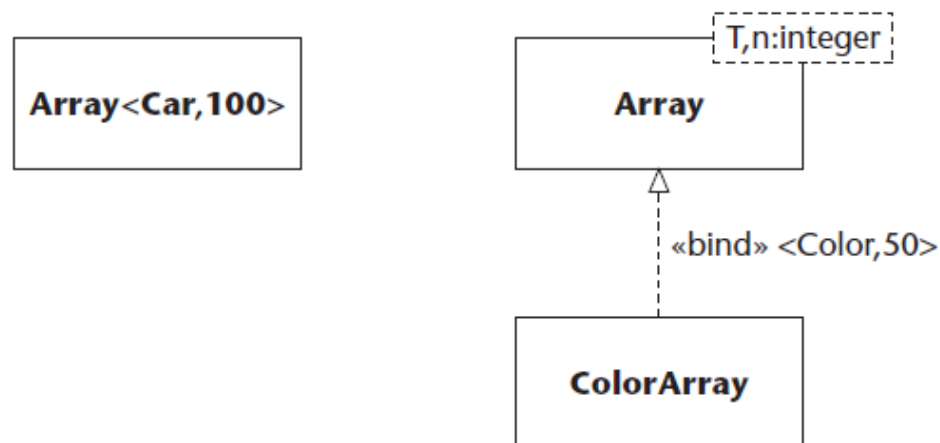 T,n:integer
Array<Car,100>
Array
«bind» <Color,50>
ColorArray